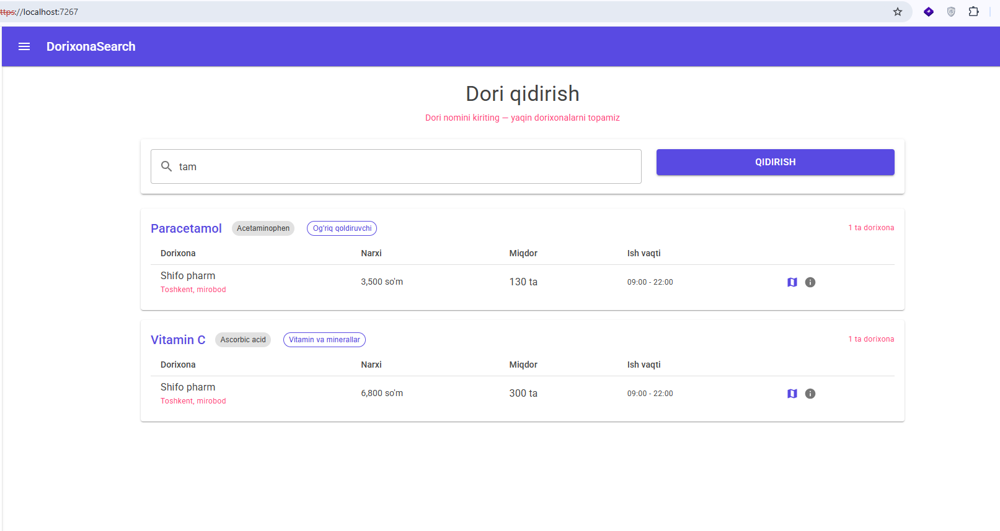 ttps://localhost:7267
DorixonaSearch
Dori qidirish
Dori nomini kiriting — yaqin dorixonalarni topamiz
tam
QIDIRISH
Paracetamol Acetaminophen Og'riq qoldiruvchi 1 ta dorixona
Dorixona Narxi Miqdor Ish vaqti
Shifo pharm 3,500 so'm 130 ta 09:00 - 22:00
Toshkent, mirobod
Vitamin C Ascorbic acid Vitamin va minerallar 1 ta dorixona
Dorixona Narxi Miqdor Ish vaqti
Shifo pharm 6,800 so'm 300 ta 09:00 - 22:00
Toshkent, mirobod